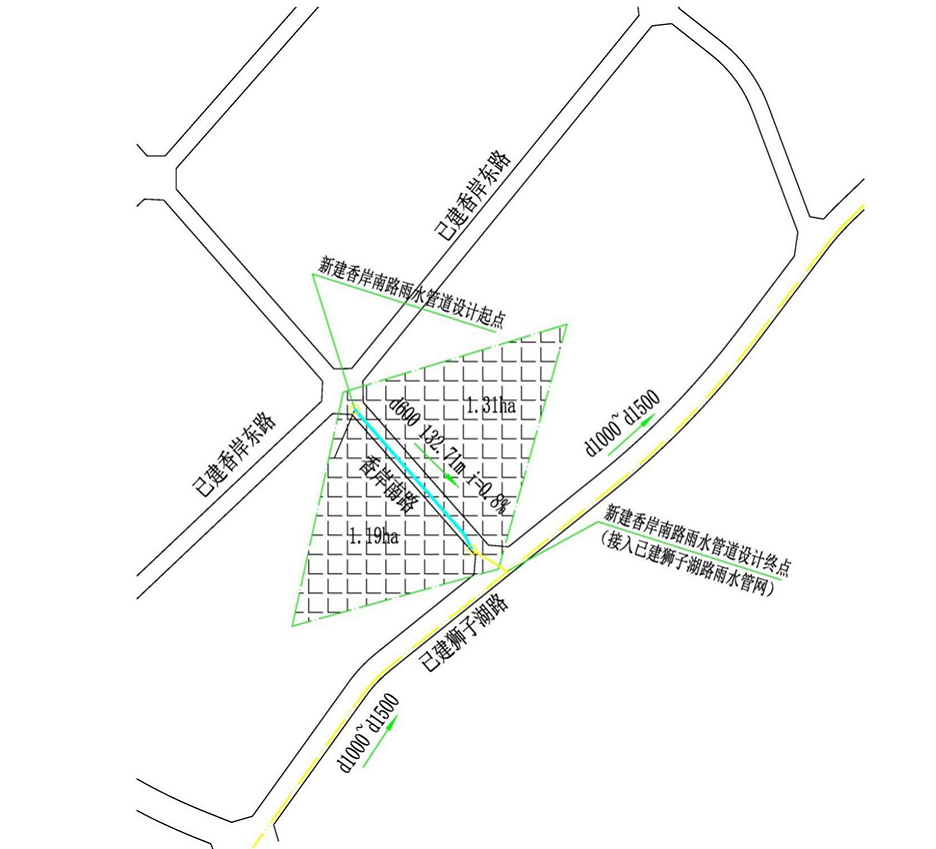 已建香岸东路
新建香岸南路雨水管道设计起点
1.31ha
d600 132.71m i=0.8%
d1000~d1500
已建香岸东路
香岸南路
1.19ha
新建香岸南路雨水管道设计终点
(接入已建狮子湖路雨水管网)
已建狮子湖路
d1000~d1500